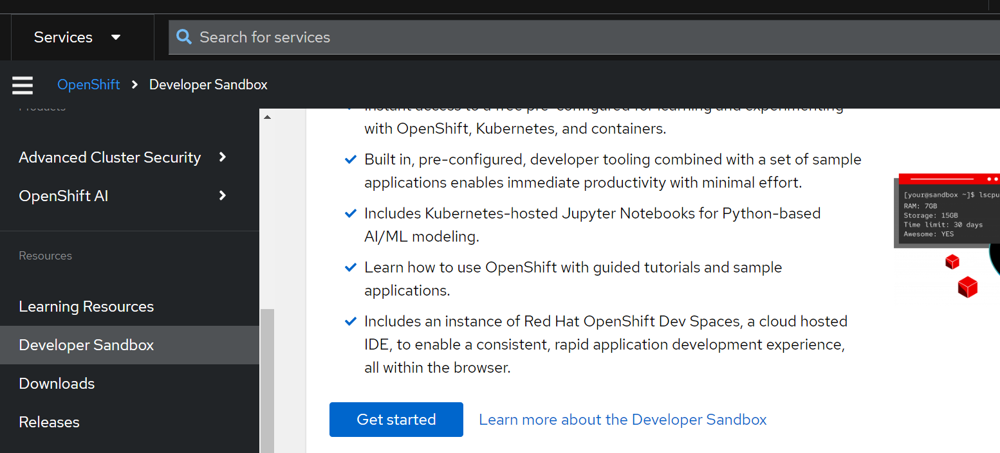 Services
Search for services
OpenShift
Developer Sandbox
Products
Advanced Cluster Security
OpenShift AI
Resources
Learning Resources
Developer Sandbox
Downloads
Releases
Instant access to a free pre-configured for learning and experimenting
with OpenShift, Kubernetes, and containers.
Built in, pre-configured, developer tooling combined with a set of sample
applications enables immediate productivity with minimal effort.
Includes Kubernetes-hosted Jupyter Notebooks for Python-based
AI/ML modeling.
Learn how to use OpenShift with guided tutorials and sample
applications.
Includes an instance of Red Hat OpenShift Dev Spaces, a cloud hosted
IDE, to enable a consistent, rapid application development experience,
all within the browser.
Get started
Learn more about the Developer Sandbox
[your@sandbox ~]$ lscpu
RAM: 7GB
Storage: 15GB
Time limit: 30 days
Awesome: YES